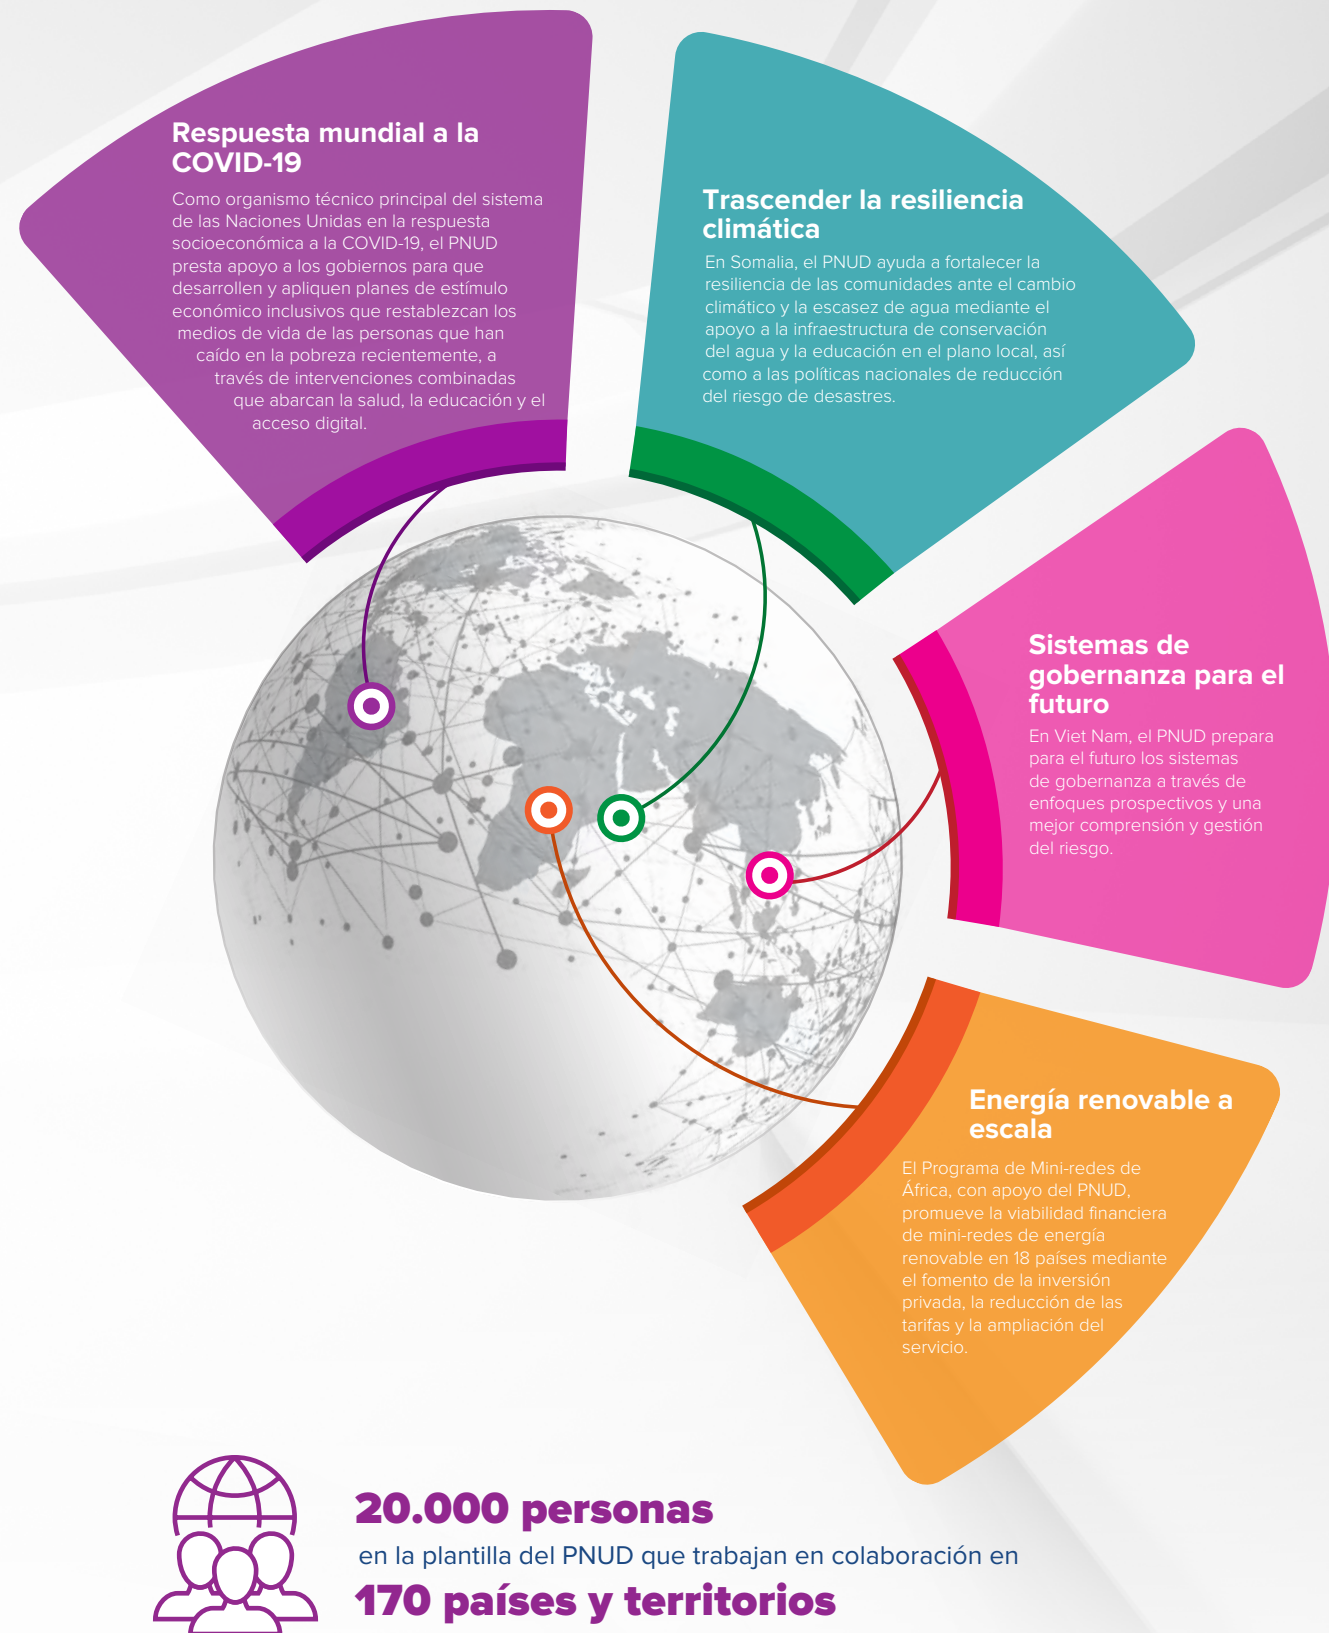 Respuesta mundial a la
COVID-19
Como organismo técnico principal del sistema
de las Naciones Unidas en la respuesta
socioeconómica a la COVID-19, el PNUD
presta apoyo a los gobiernos para que
desarrollen y apliquen planes de estímulo
económico inclusivos que restablezcan los
medios de vida de las personas que han
caído en la pobreza recientemente, a
través de intervenciones combinadas
que abarcan la salud, la educación y el
acceso digital.
Trascender la resiliencia
climática
En Somalia, el PNUD ayuda a fortalecer la
resiliencia de las comunidades ante el cambio
climático y la escasez de agua mediante el
apoyo a la infraestructura de conservación
del agua y la educación en el plano local, así
como a las políticas nacionales de reducción
del riesgo de desastres.
Sistemas de
gobernanza para el
futuro
En Viet Nam, el PNUD prepara
para el futuro los sistemas
de gobernanza a través de
enfoques prospectivos y una
mejor comprensión y gestión
del riesgo.
Energía renovable a
escala
El Programa de Mini-redes de
África, con apoyo del PNUD,
promueve la viabilidad financiera
de mini-redes de energía
renovable en 18 países mediante
el fomento de la inversión
privada, la reducción de las
tarifas y la ampliación del
servicio.
20.000 personas
en la plantilla del PNUD que trabajan en colaboración en
170 países y territorios